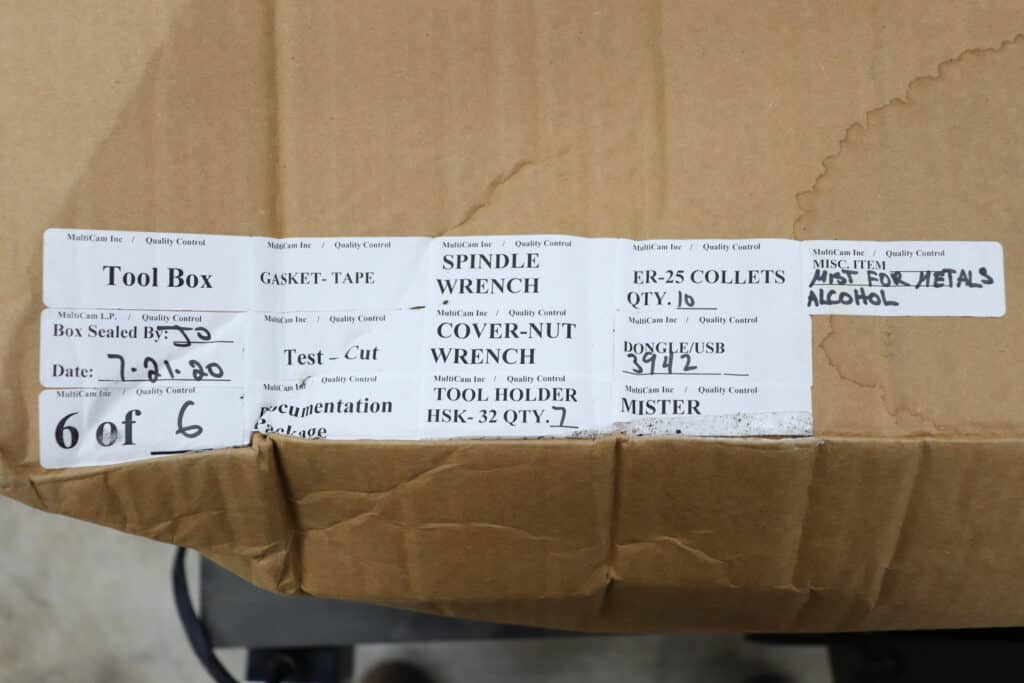 MultiCam Inc / Quality Control
Tool Box
MultiCam L.P. / Quality Control
Box Sealed By: JO
Date: 7-21-20
MultiCam Inc / Quality Control
6 of 6
MultiCam Inc / Quality Control
GASKET- TAPE
MultiCam Inc / Quality Control
Test - Cut
MultiCam Inc / Quality Control
Documentation
Package
MultiCam Inc / Quality Control
SPINDLE
WRENCH
MultiCam Inc / Quality Control
COVER-NUT
WRENCH
MultiCam Inc / Quality Control
TOOL HOLDER
HSK- 32 QTY. 7
MultiCam Inc / Quality Control
ER-25 COLLETS
QTY. 10
MultiCam Inc / Quality Control
DONGLE/USB
3942
MultiCam Inc / Quality Control
MISTER
MultiCam Inc / Quality Control
MISC. ITEM
MIST FOR METALS
ALCOHOL